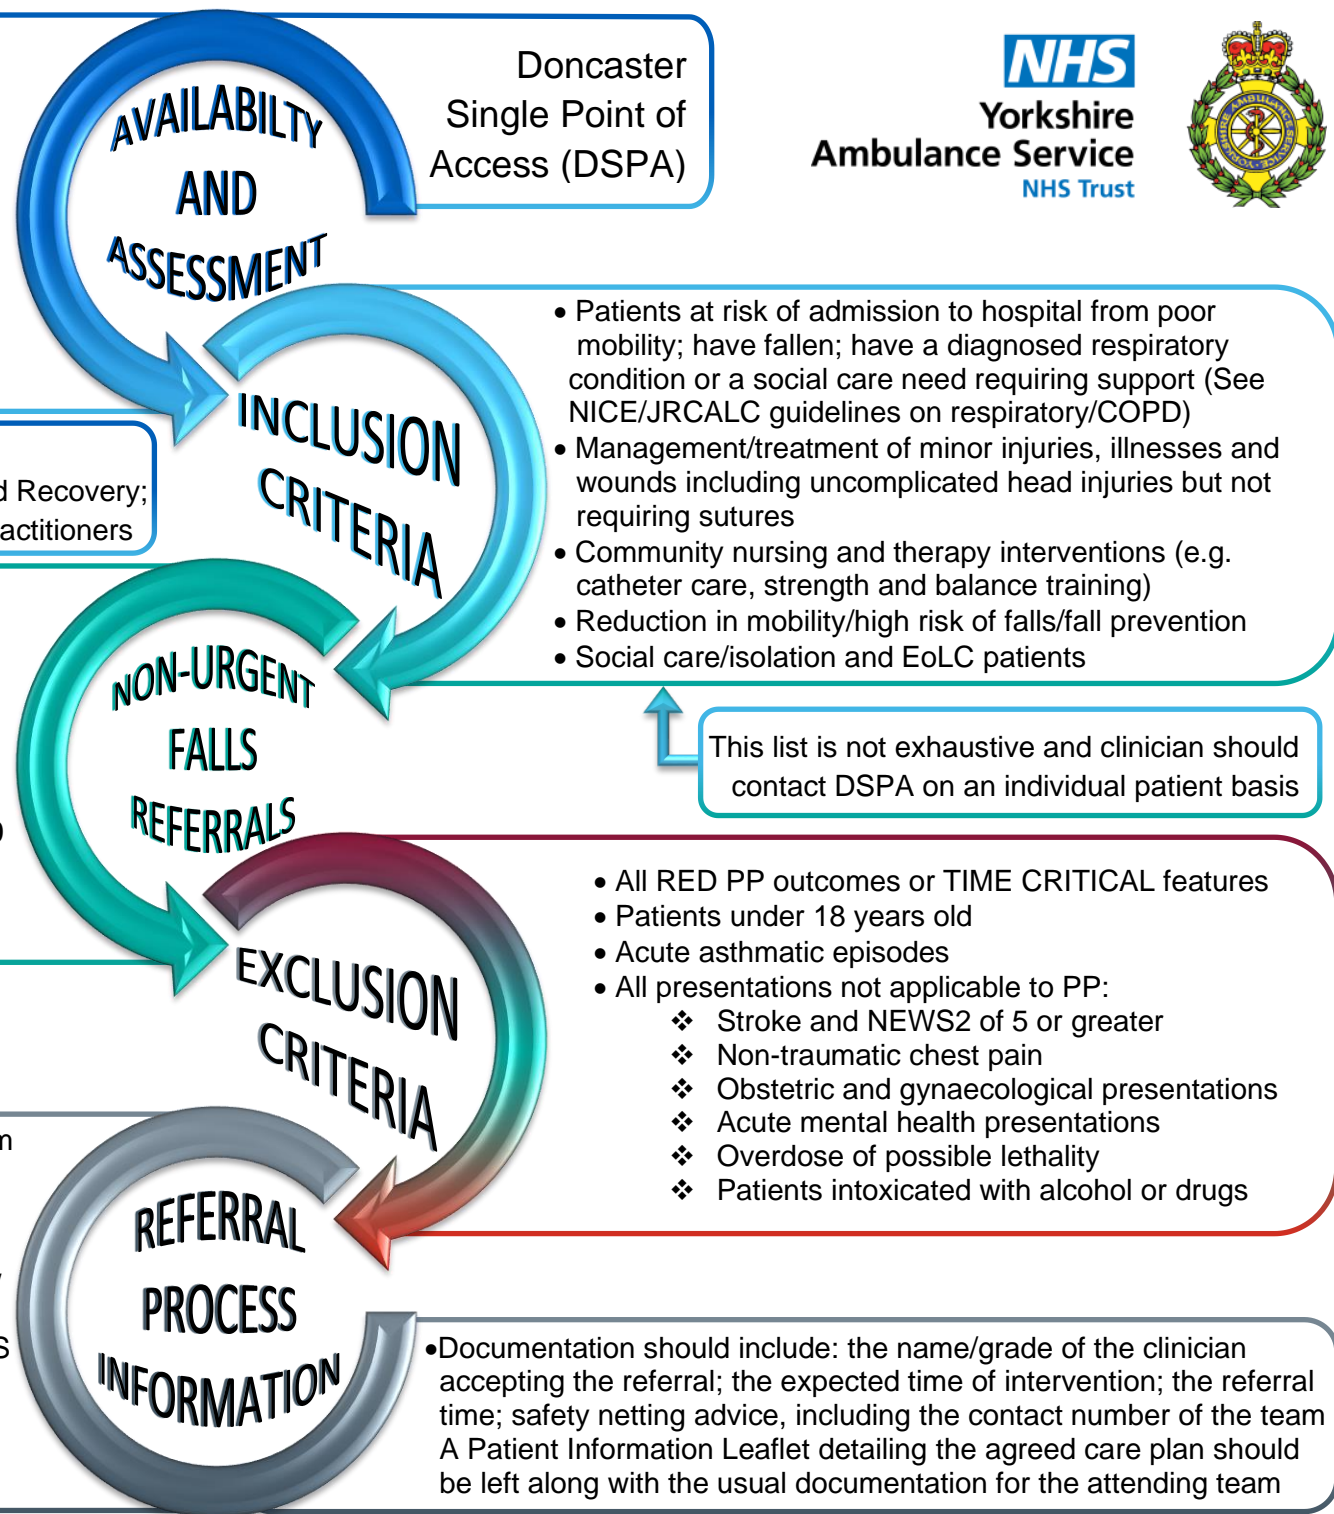 AVAILABILTY
AND
ASSESSMENT
Doncaster
Single Point of
Access (DSPA)
NHS
Yorkshire
Ambulance Service
NHS Trust
YORKSHIRE AMBULANCE SERVICE
INCLUSION
CRITERIA
• Patients at risk of admission to hospital from poor
mobility; have fallen; have a diagnosed respiratory
condition or a social care need requiring support (See
NICE/JRCALC guidelines on respiratory/COPD)
• Management/treatment of minor injuries, illnesses and
wounds including uncomplicated head injuries but not
requiring sutures
• Community nursing and therapy interventions (e.g.
catheter care, strength and balance training)
• Reduction in mobility/high risk of falls/fall prevention
• Social care/isolation and EoLC patients
d Recovery;
actitioners
This list is not exhaustive and clinician should
contact DSPA on an individual patient basis
NON-URGENT
FALLS
REFERRALS
EXCLUSION
CRITERIA
• All RED PP outcomes or TIME CRITICAL features
• Patients under 18 years old
• Acute asthmatic episodes
• All presentations not applicable to PP:
❖ Stroke and NEWS2 of 5 or greater
❖ Non-traumatic chest pain
❖ Obstetric and gynaecological presentations
❖ Acute mental health presentations
❖ Overdose of possible lethality
❖ Patients intoxicated with alcohol or drugs
REFERRAL
PROCESS
INFORMATION
S
•Documentation should include: the name/grade of the clinician
accepting the referral; the expected time of intervention; the referral
time; safety netting advice, including the contact number of the team
A Patient Information Leaflet detailing the agreed care plan should
be left along with the usual documentation for the attending team